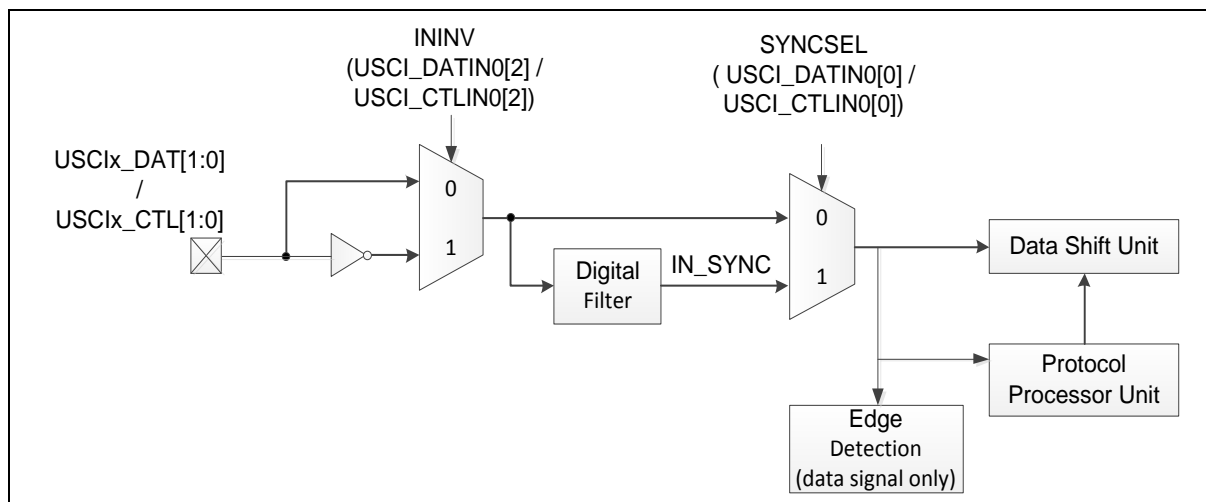 ININV
(USCI_DATIN0[2] /
USCI_CTLIN0[2])
SYNCSEL
( USCI_DATIN0[0] /
USCI_CTLIN0[0])
USCIx_DAT[1:0]
/
USCIx_CTL[1:0]
0
1
Digital
Filter
IN_SYNC
0
1
Data Shift Unit
Protocol
Processor Unit
Edge
Detection
(data signal only)